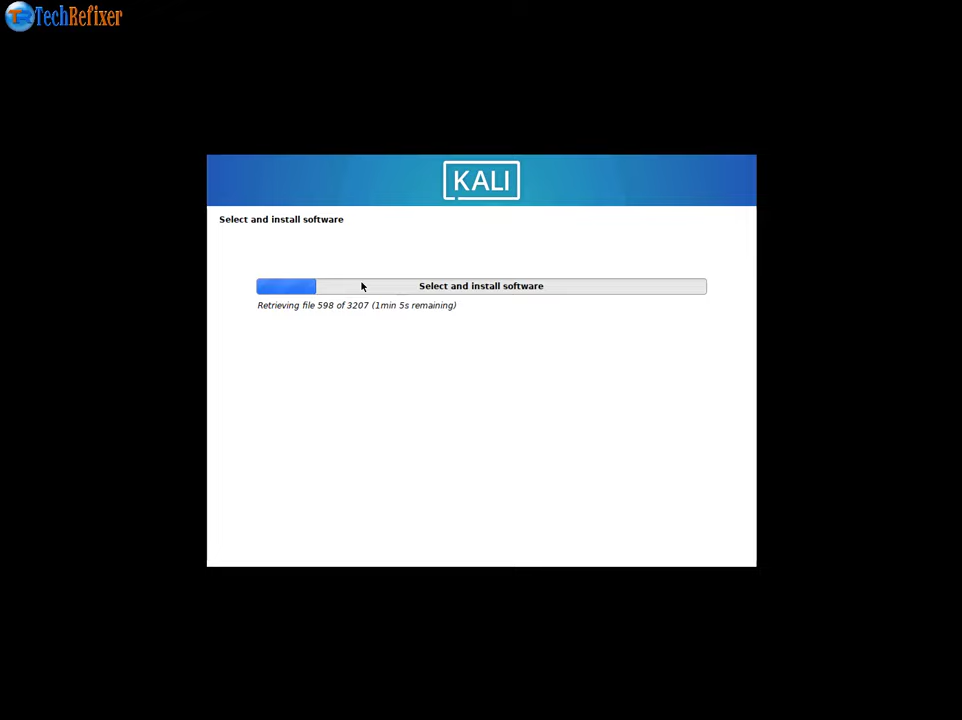 TechRefixer
KALI
Select and install software
Select and install software
Retrieving file 598 of 3207 (1min 5s remaining)